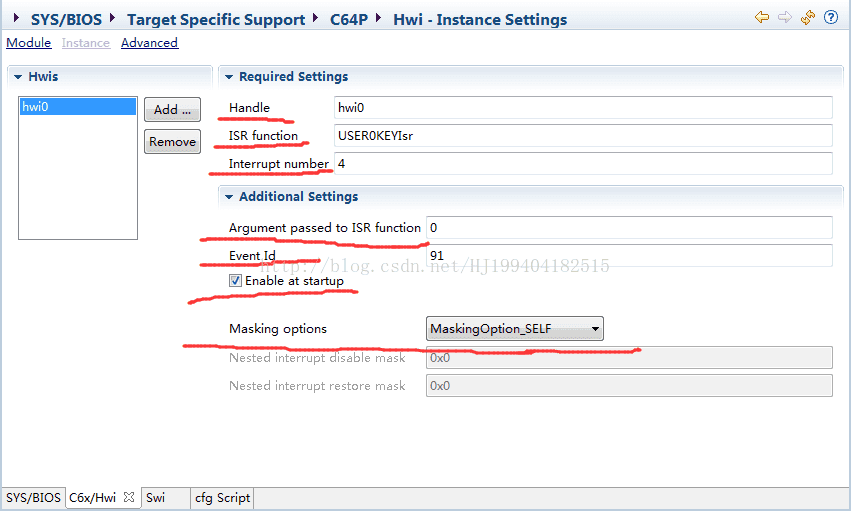 SYS/BIOS Target Specific Support C64P Hwi - Instance Settings
Module Instance Advanced
Hwis
hwi0
Add ...
Remove
Required Settings
Handle hwi0
ISR function USER0KEYIsr
Interrupt number 4
Additional Settings
Argument passed to ISR function 0
Event Id 91
http://blog.csdn.net/HJ199404182515
Enable at startup
Masking options MaskingOption_SELF
Nested interrupt disable mask 0x0
Nested interrupt restore mask 0x0
SYS/BIOS C6x/Hwi Swi cfg Script